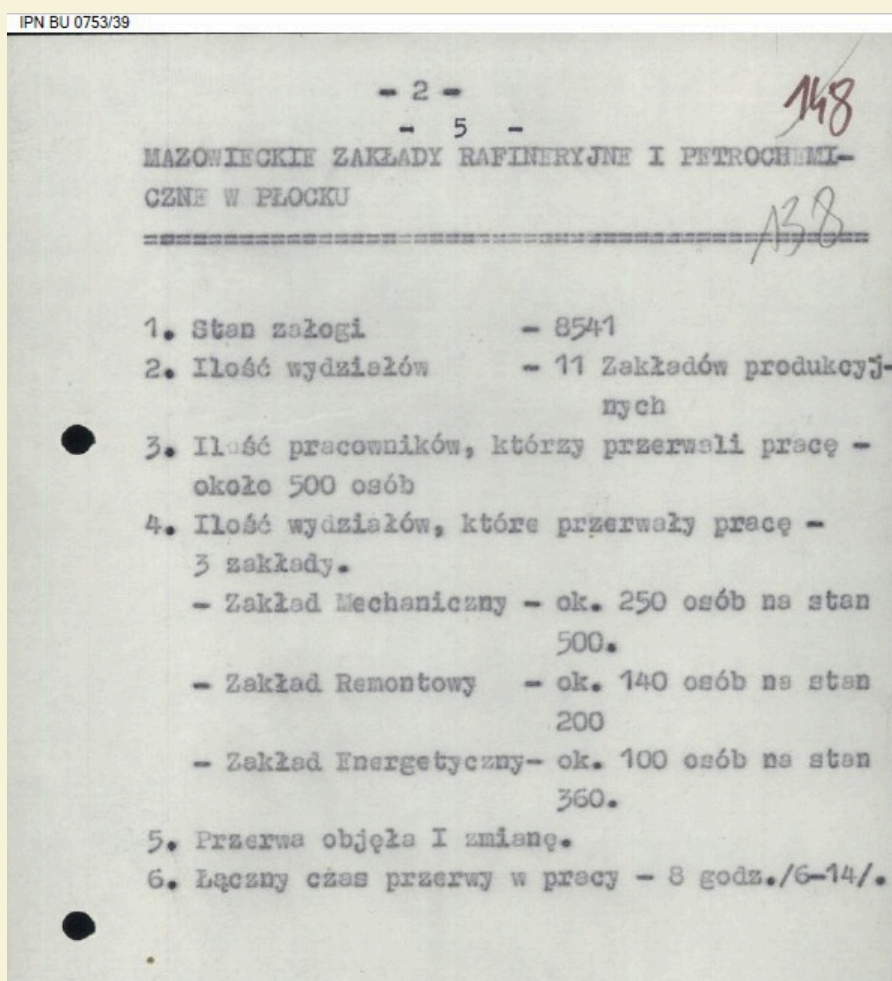 IPN BU 0753/39
148
- 2 -
- 5 -
MAZOWIECKIE ZAKŁADY RAFINERYJNE I PETROCHEMI-
CZNE W PŁOCKU
138
==============================================
1. Stan załogi - 8541
2. Ilość wydziałów - 11 Zakładów produkcyj-
nych
3. Ilość pracowników, którzy przerwali pracę -
około 500 osób
4. Ilość wydziałów, które przerwały pracę -
3 zakłady.
- Zakład Mechaniczny - ok. 250 osób na stan
500.
- Zakład Remontowy - ok. 140 osób na stan
200
- Zakład Energetyczny- ok. 100 osób na stan
360.
5. Przerwa objęła I zmianę.
6. Łączny czas przerwy w pracy - 8 godz./6-14/.